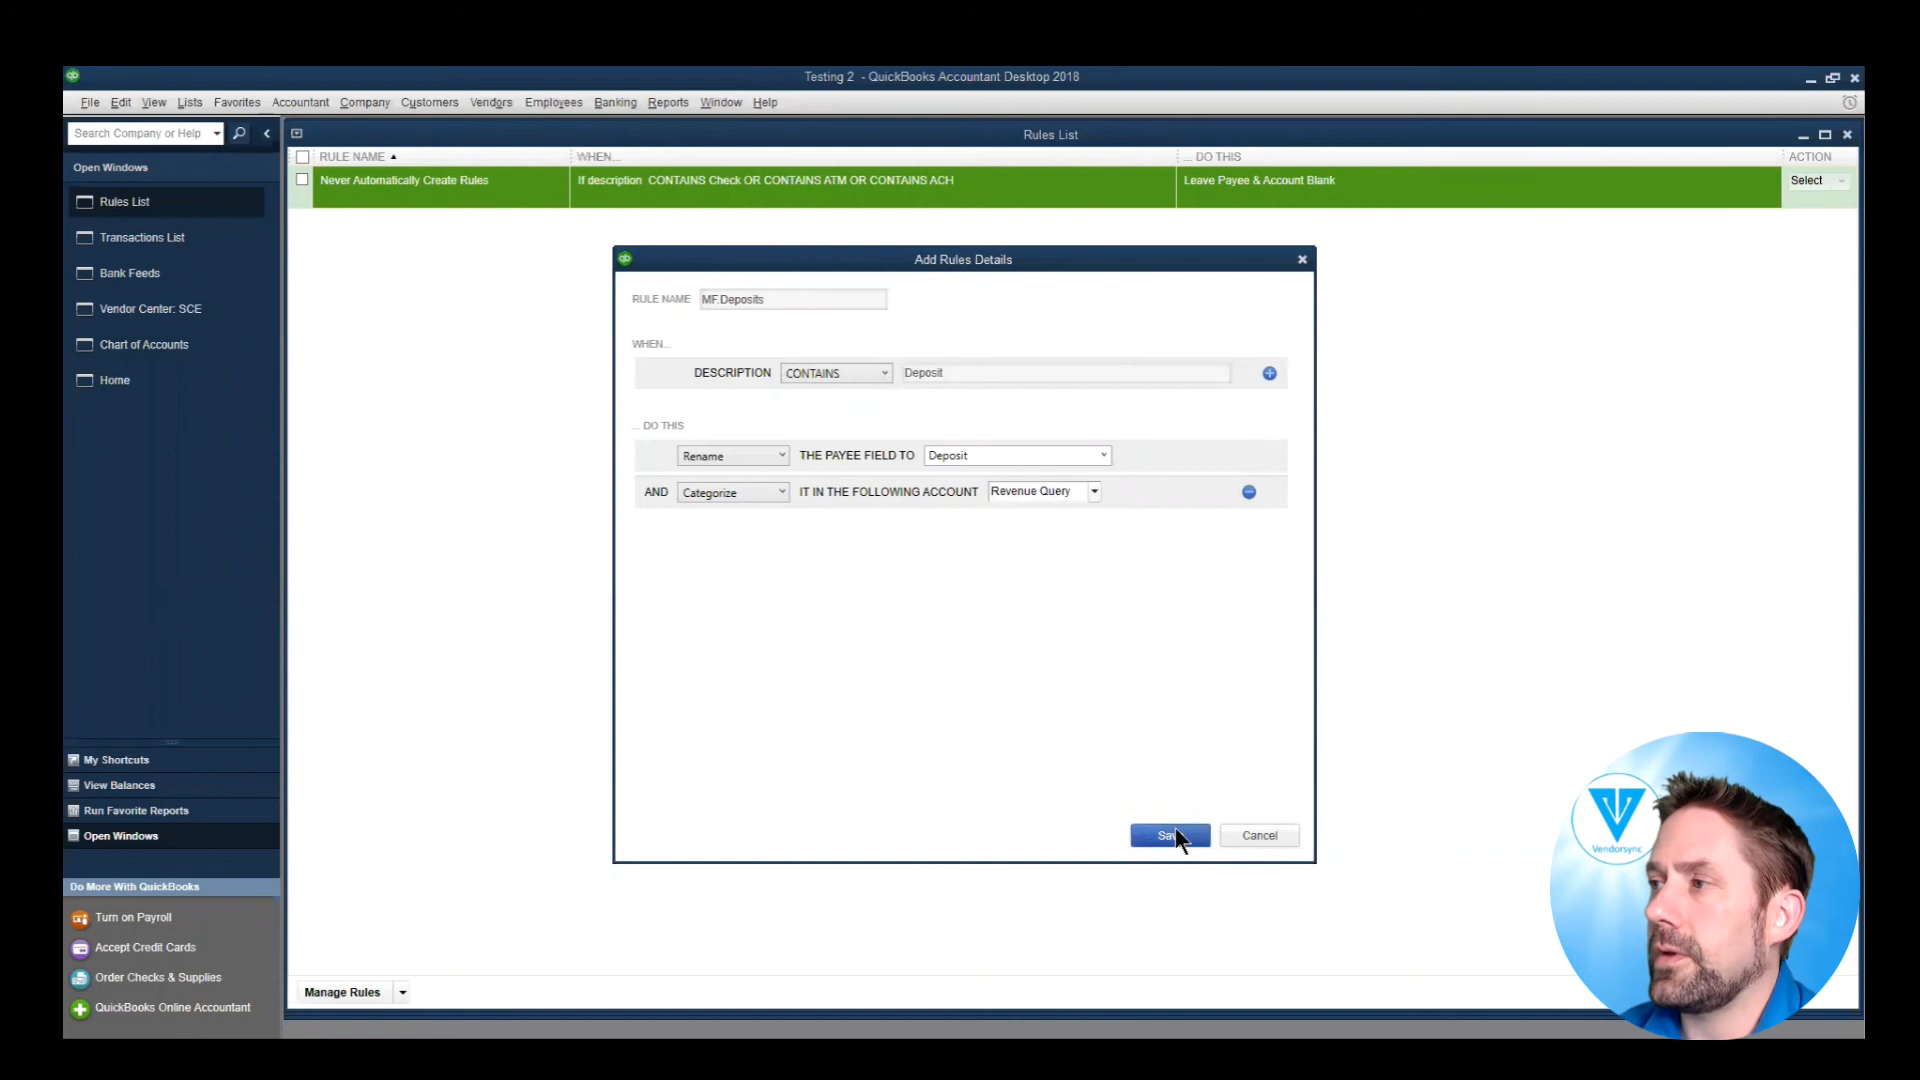 Testing 2 - QuickBooks Accountant Desktop 2018
File Edit View Lists Favorites Accountant Company Customers Vendors Employees Banking Reports Window Help
Search Company or Help
Rules List
Open Windows
RULE NAME WHEN... ... DO THIS ACTION
Never Automatically Create Rules If description CONTAINS Check OR CONTAINS ATM OR CONTAINS ACH Leave Payee & Account Blank Select
Rules List
Transactions List
Bank Feeds
Vendor Center: SCE
Chart of Accounts
Home
Add Rules Details
RULE NAME MF.Deposits
WHEN...
DESCRIPTION CONTAINS Deposit
... DO THIS
Rename THE PAYEE FIELD TO Deposit
AND Categorize IT IN THE FOLLOWING ACCOUNT Revenue Query
Cancel
My Shortcuts
View Balances
Run Favorite Reports
Open Windows
Do More With QuickBooks
Turn on Payroll
Accept Credit Cards
Order Checks & Supplies
QuickBooks Online Accountant
Manage Rules
Vendorsync